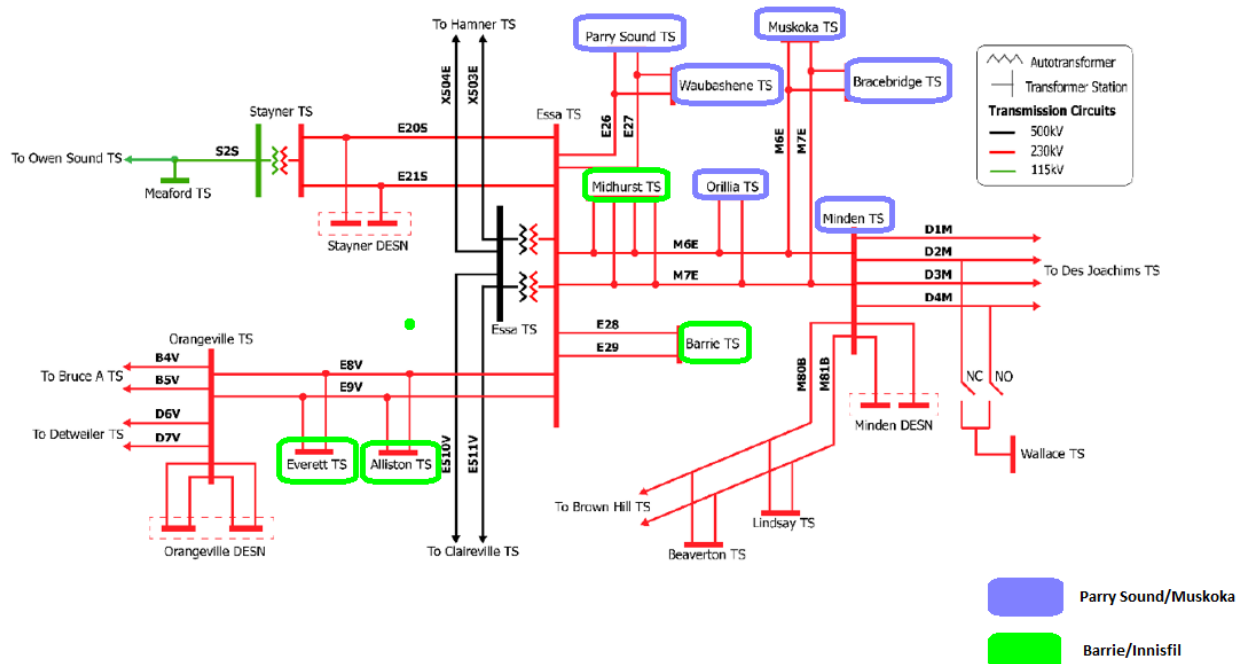 To Hamner TS
Parry Sound TS
Muskoka TS
Waubashene TS
Bracebridge TS
Autotransformer
Transformer Station
Transmission Circuits
500kV
230kV
115kV
X504E
X503E
Stayner TS
Essa TS
E20S
E26
E27
To Owen Sound TS
S2S
Meaford TS
E21S
Stayner DESN
Midhurst TS
Orillia TS
M6E
M7E
Minden TS
M6E
M7E
D1M
D2M
D3M
D4M
To Des Joachims TS
Essa TS
E28
E29
Barrie TS
Orangeville TS
B4V
To Bruce A TS
B5V
E8V
E9V
D6V
To Detweiler TS
D7V
Everett TS
Alliston TS
E510V
E511V
M80B
M81B
NC
NO
Minden DESN
Wallace TS
To Brown Hill TS
Lindsay TS
Beaverton TS
Orangeville DESN
To Claireville TS
Parry Sound/Muskoka
Barrie/Innisfil